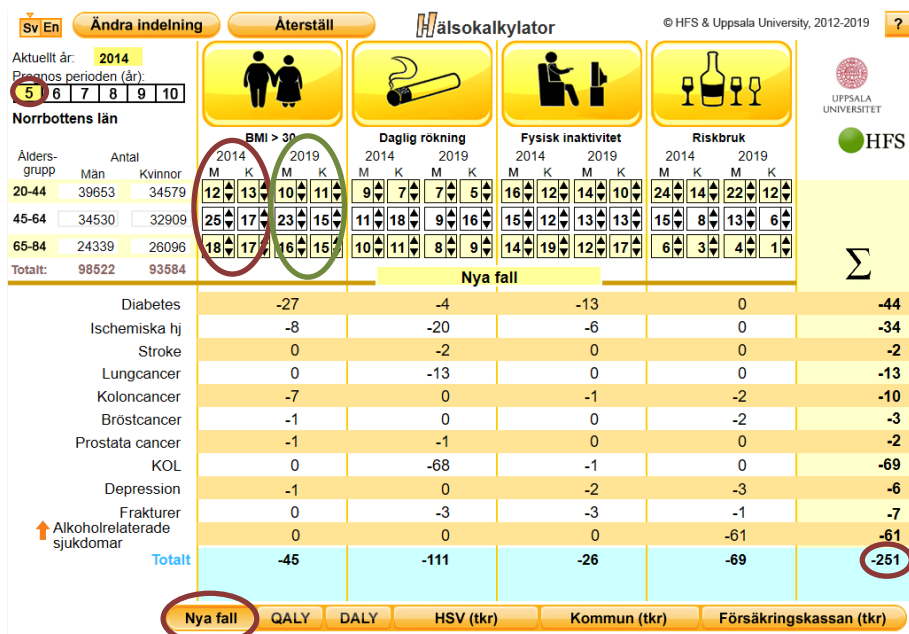 Sv En Ändra indelning Återställ Hälsokalkylator © HFS & Uppsala University, 2012-2019 ?
Aktuellt år: 2014
Prognos perioden (år):
5 6 7 8 9 10
Norrbottens län
UPPSALA
UNIVERSITET
HFS
BMI > 30 Daglig rökning Fysisk inaktivitet Riskbruk
Ålders-
grupp
Antal
Män Kvinnor
2014 2019 2014 2019 2014 2019 2014 2019
M K M K M K M K M K M K M K M K
20-44 39653 34579 12 13 10 11 9 7 7 5 16 12 14 10 24 14 22 12
45-64 34530 32909 25 17 23 15 11 18 9 16 15 12 13 13 15 8 13 6
65-84 24339 26096 18 17 16 15 10 11 8 9 14 19 12 17 6 3 4 1
Totalt: 98522 93584
Σ
Nya fall
Diabetes -27 -4 -13 0 -44
Ischemiska hj -8 -20 -6 0 -34
Stroke 0 -2 0 0 -2
Lungcancer 0 -13 0 0 -13
Koloncancer -7 0 -1 -2 -10
Bröstcancer -1 0 0 -2 -3
Prostata cancer -1 -1 0 0 -2
KOL 0 -68 -1 0 -69
Depression -1 0 -2 -3 -6
Frakturer 0 -3 -3 -1 -7
Alkoholrelaterade
sjukdomar 0 0 0 -61 -61
Totalt -45 -111 -26 -69 -251
Nya fall QALY DALY HSV (tkr) Kommun (tkr) Försäkringskassan (tkr)